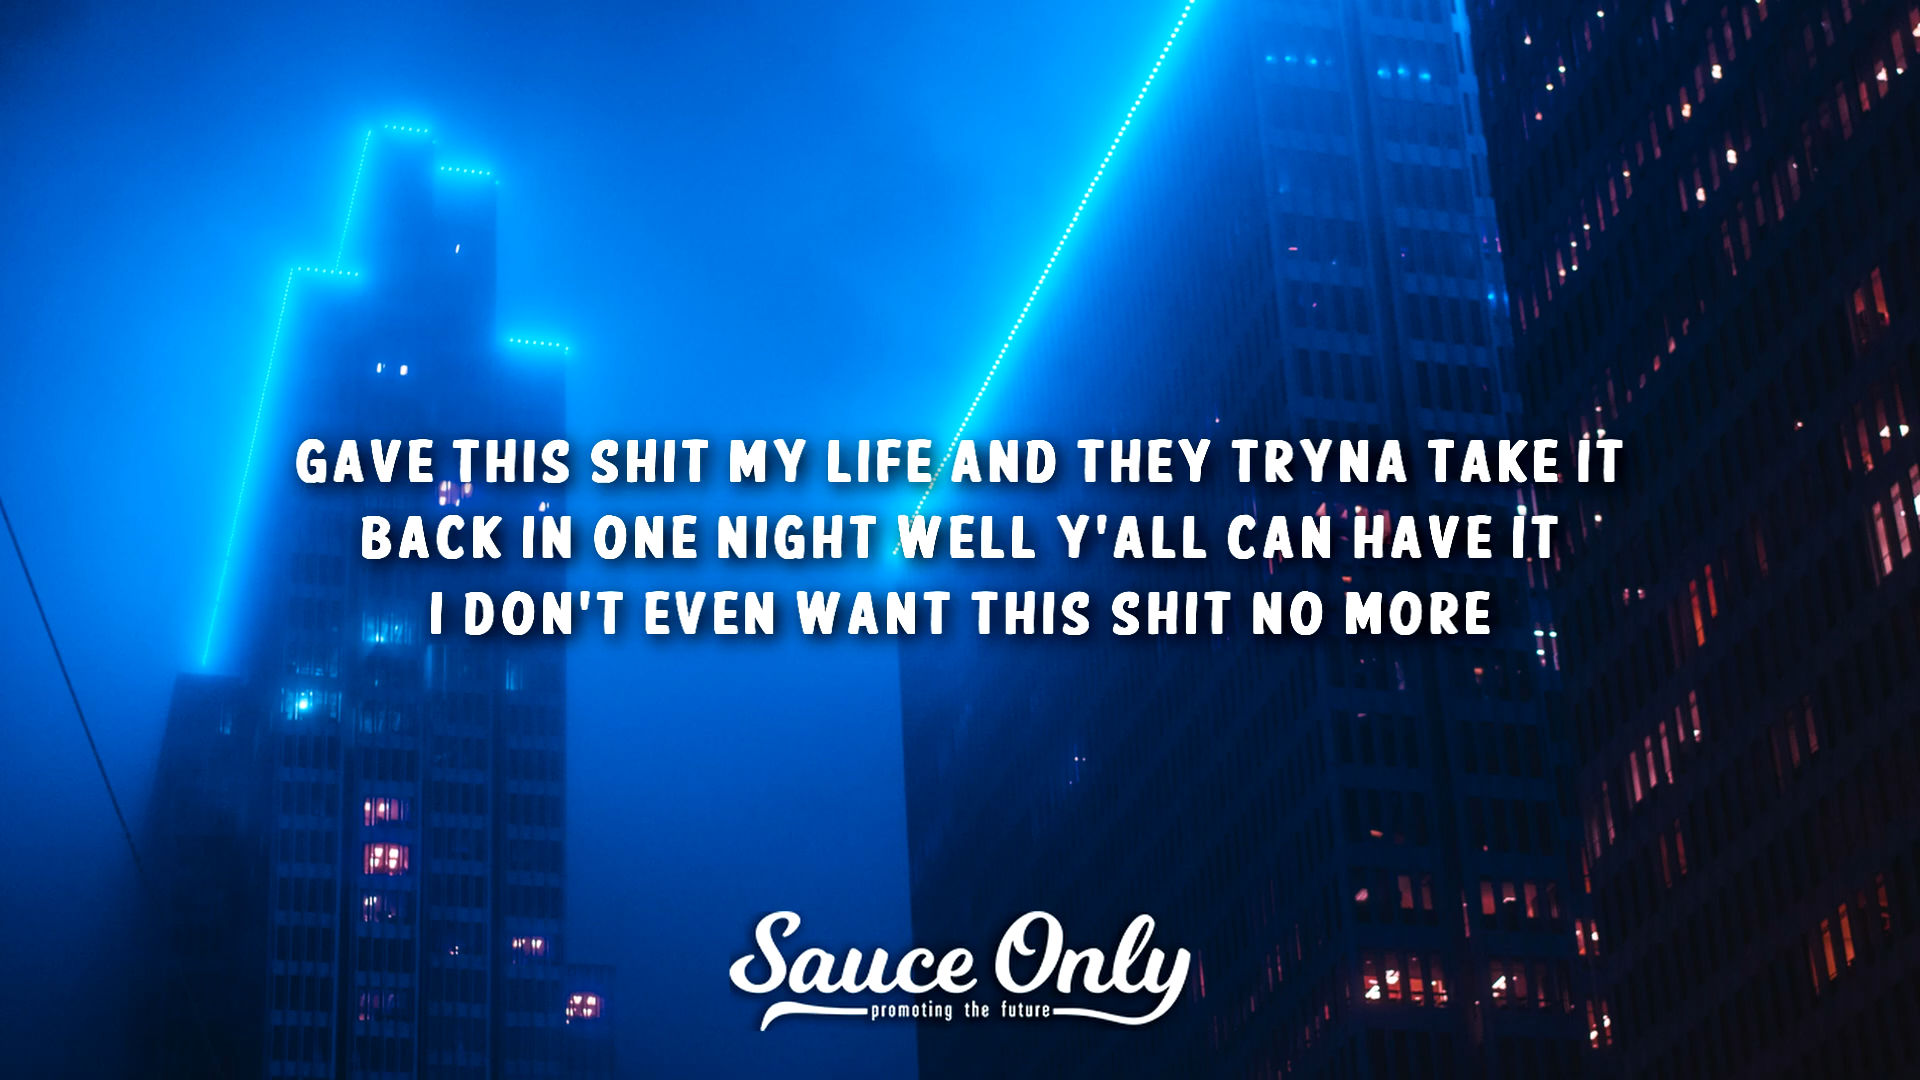 GAVE THIS SHIT MY LIFE AND THEY TRYNA TAKE IT
BACK IN ONE NIGHT WELL Y'ALL CAN HAVE IT
I DON'T EVEN WANT THIS SHIT NO MORE
Sauce Only
promoting the future